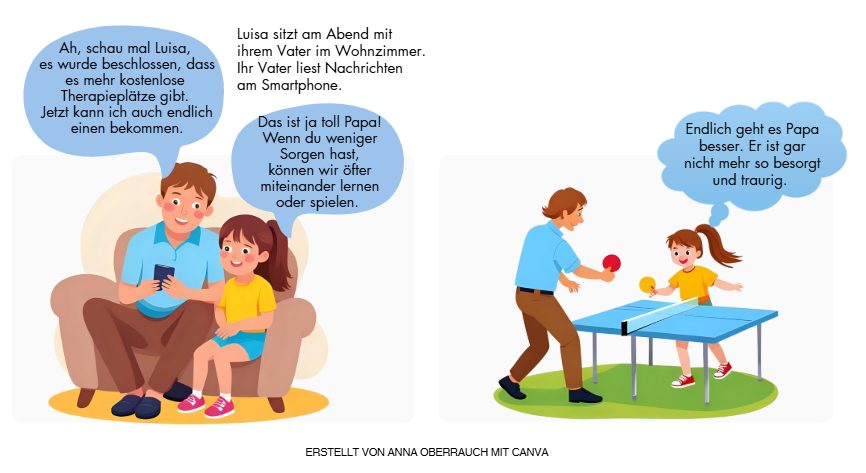 Ah, schau mal Luisa,
es wurde beschlossen, dass
es mehr kostenlose
Therapieplätze gibt.
Jetzt kann ich auch endlich
einen bekommen.
Luisa sitzt am Abend mit
ihrem Vater im Wohnzimmer.
Ihr Vater liest Nachrichten
am Smartphone.
Das ist ja toll Papa!
Wenn du weniger
Sorgen hast,
können wir öfter
miteinander lernen
oder spielen.
Endlich geht es Papa
besser. Er ist gar
nicht mehr so besorgt
und traurig.
ERSTELLT VON ANNA OBERRAUCH MIT CANVA